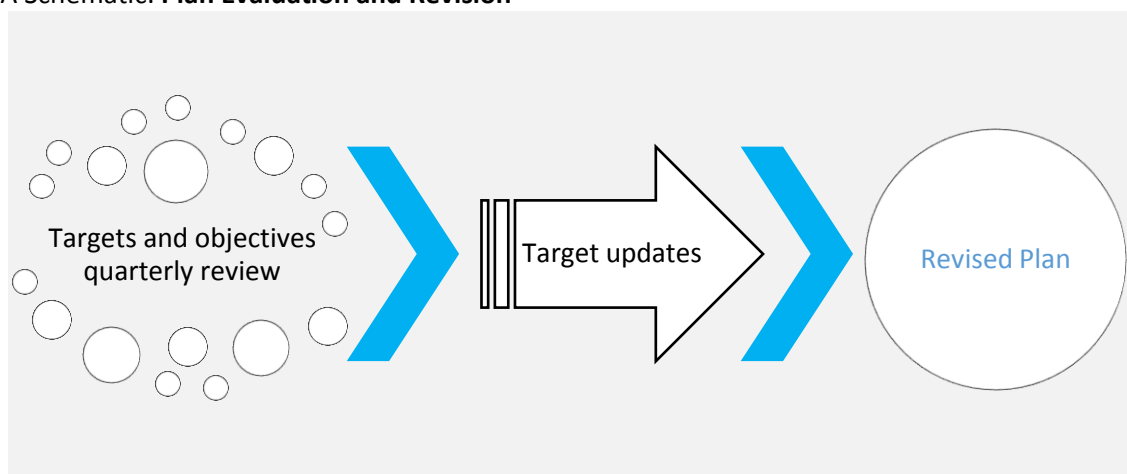 A Schematic: Plan Evaluation and Revision
Targets and objectives
quarterly review
Target updates
Revised Plan